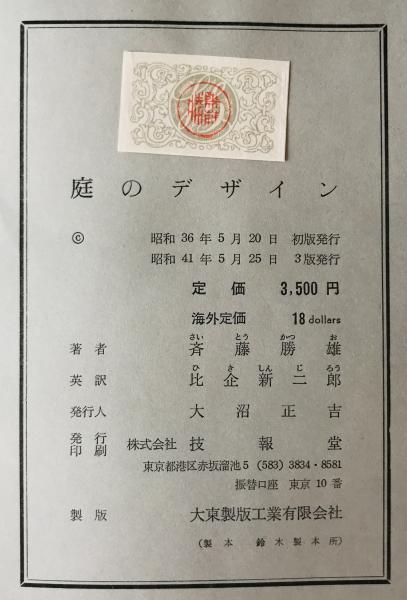 庭のデザイン
© 昭和 36 年 5 月 20 日 初版発行
昭和 41 年 5 月 25 日 3 版発行
定価 3,500 円
海外定価 18 dollars
著者 斉藤勝雄
さい とう かつ お
英訳 比企新二郎
ひ き しん じ ろう
発行人 大沼正吉
発行
印刷 株式会社 技報堂
東京都港区赤坂溜池 5 (583) 3834・8581
振替口座 東京 10 番
製版 大東製版工業有限会社
(製本 鈴木製本所)